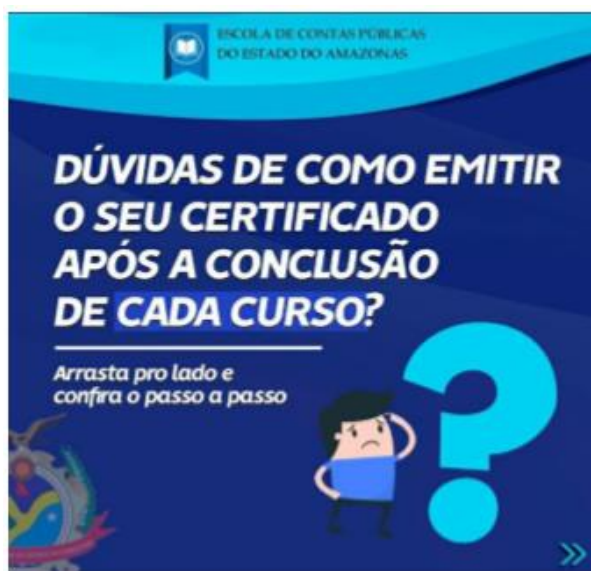 ESCOLA DE CONTAS PÚBLICAS
DO ESTADO DO AMAZONAS
DÚVIDAS DE COMO EMITIR
O SEU CERTIFICADO
APÓS A CONCLUSÃO
DE CADA CURSO?
Arrasta pro lado e
confira o passo a passo